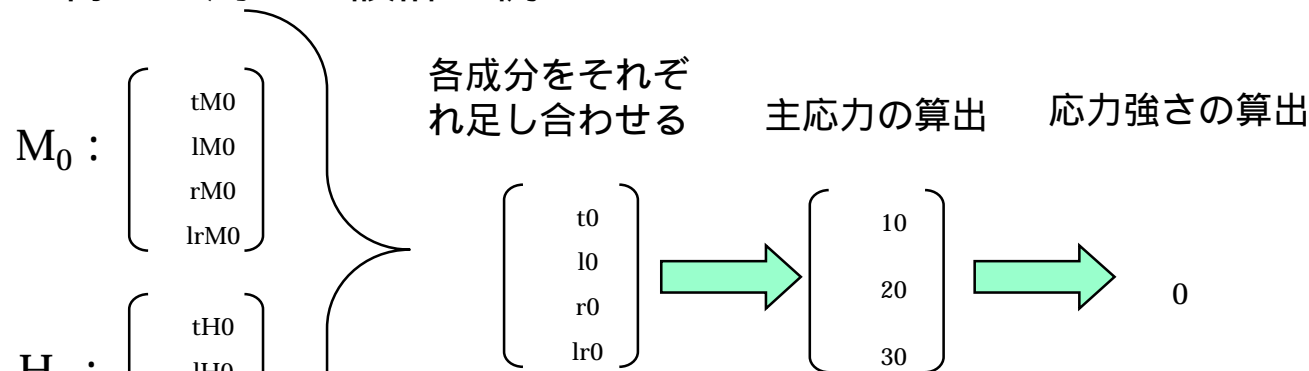 各成分をそれぞ
れ足し合わせる
主応力の算出
応力強さの算出
M₀：
tM0
lM0
rM0
lrM0
t0
l0
r0
lr0
10
20
30
0
tH0